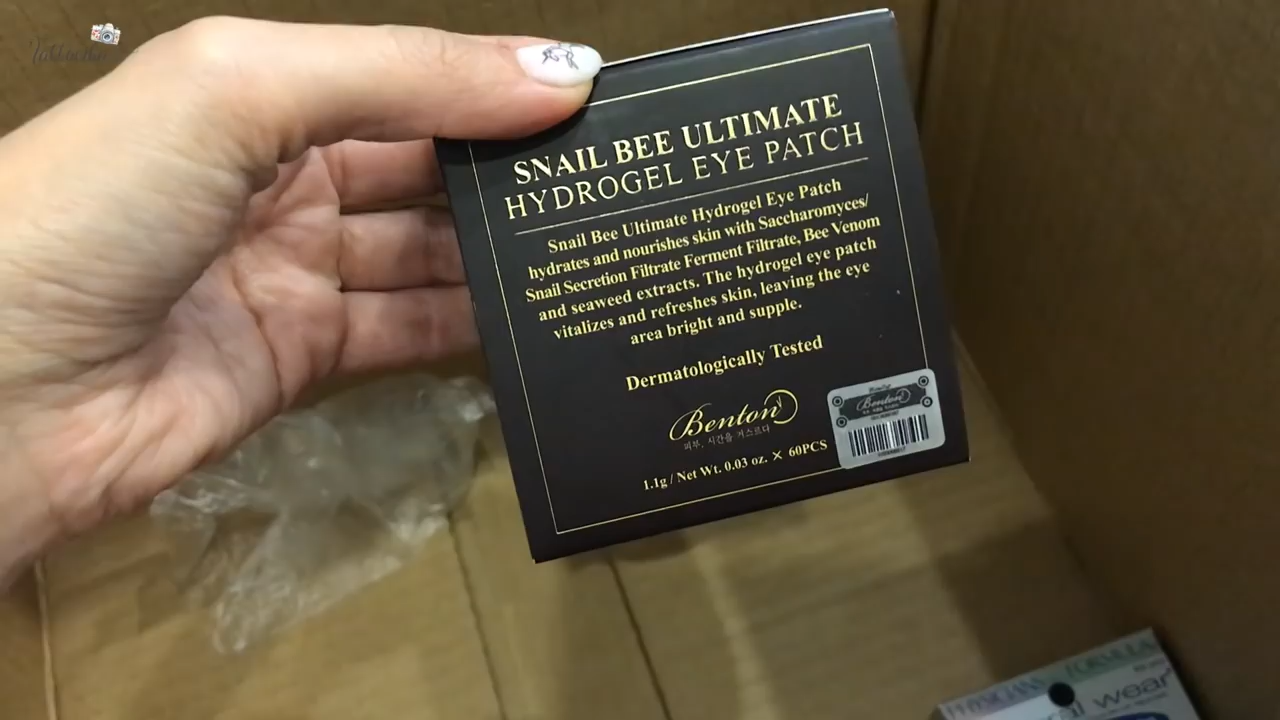 SNAIL BEE ULTIMATE
HYDROGEL EYE PATCH
Snail Bee Ultimate Hydrogel Eye Patch
hydrates and nourishes skin with Saccharomyces/
Snail Secretion Filtrate Ferment Filtrate, Bee Venom
and seaweed extracts. The hydrogel eye patch
vitalizes and refreshes skin, leaving the eye
area bright and supple.
Dermatologically Tested
Benton
피부, 시간을 거스르다
1.1g / Net Wt. 0.03 oz. × 60PCS
Benton
PHYSICIANS FORMULA
wear